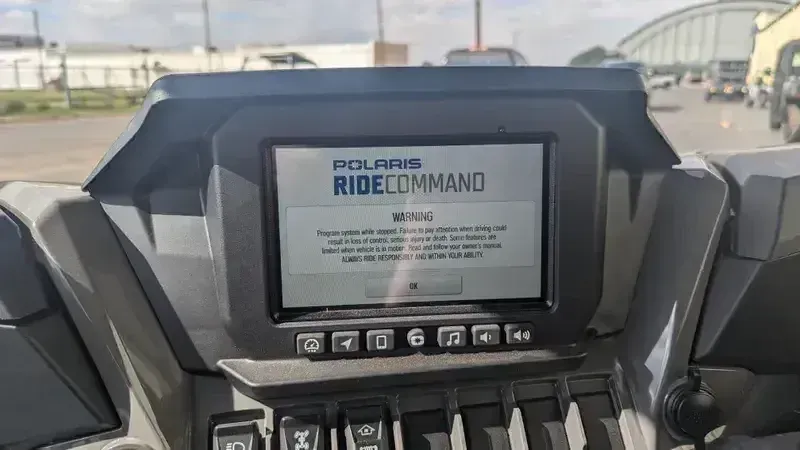 POLARIS
RIDE COMMAND
WARNING
Program system while stopped. Failure to pay attention when driving could
result in loss of control, serious injury or death. Some features are
limited when vehicle is in motion. Read and follow your owner's manual.
ALWAYS RIDE RESPONSIBLY AND WITHIN YOUR ABILITY.
OK